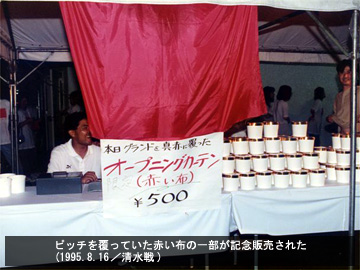 本日グランドを真赤に覆った
オープニングカーテン
(赤い布)
¥500
ピッチを覆っていた赤い布の一部が記念販売された
(1995.8.16/清水戦)